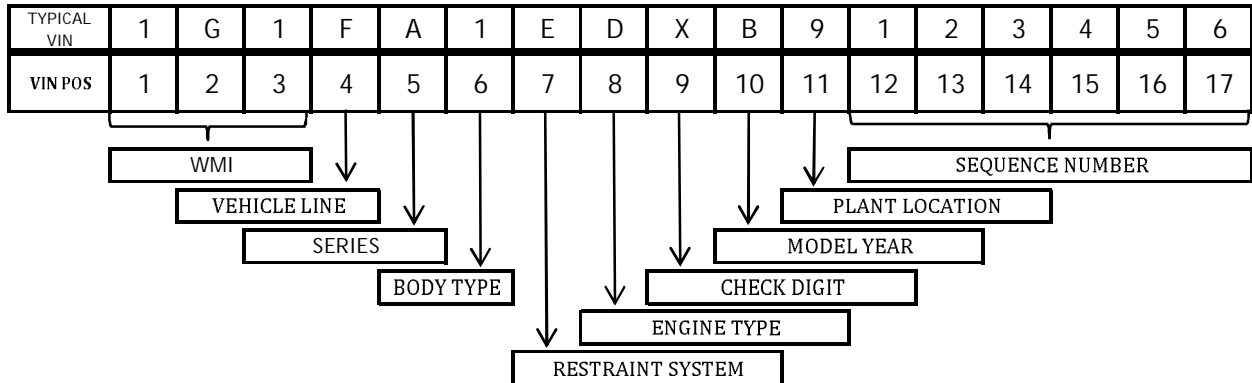 TYPICAL VIN 1 G 1 F A 1 E D X B 9 1 2 3 4 5 6
VIN POS 1 2 3 4 5 6 7 8 9 10 11 12 13 14 15 16 17
WMI SEQUENCE NUMBER
VEHICLE LINE PLANT LOCATION
SERIES MODEL YEAR
BODY TYPE CHECK DIGIT
ENGINE TYPE
RESTRAINT SYSTEM